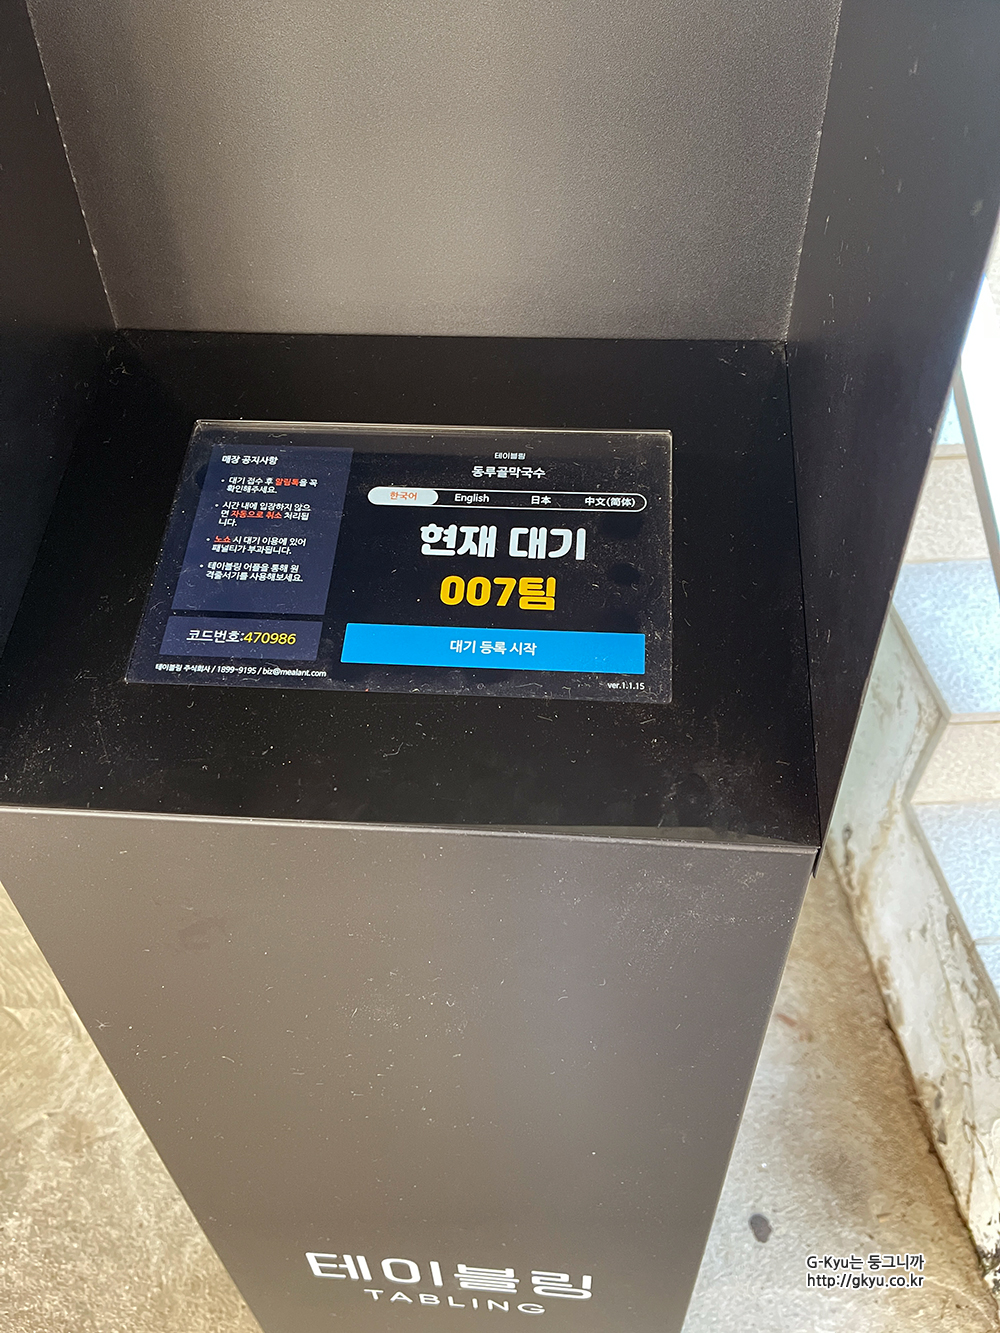 매장 공지사항
• 대기 접수 후 알림톡을 꼭
확인해주세요.
• 시간 내에 입장하지 않으
면 자동으로 취소 처리됩
니다.
• 노쇼 시 대기 이용에 있어
패널티가 부과됩니다.
• 테이블링 어플을 통해 원
격줄서기를 사용해보세요.
코드번호:470986
테이블링 주식회사 / 1899-9195 / biz@mealant.com
테이블링
동루골막국수
한국어 English 日本 中文(简体)
현재 대기
007팀
대기 등록 시작
ver.1.1.15
테이블링
TABLING
G-Kyu는 둥그니까
http://gkyu.co.kr